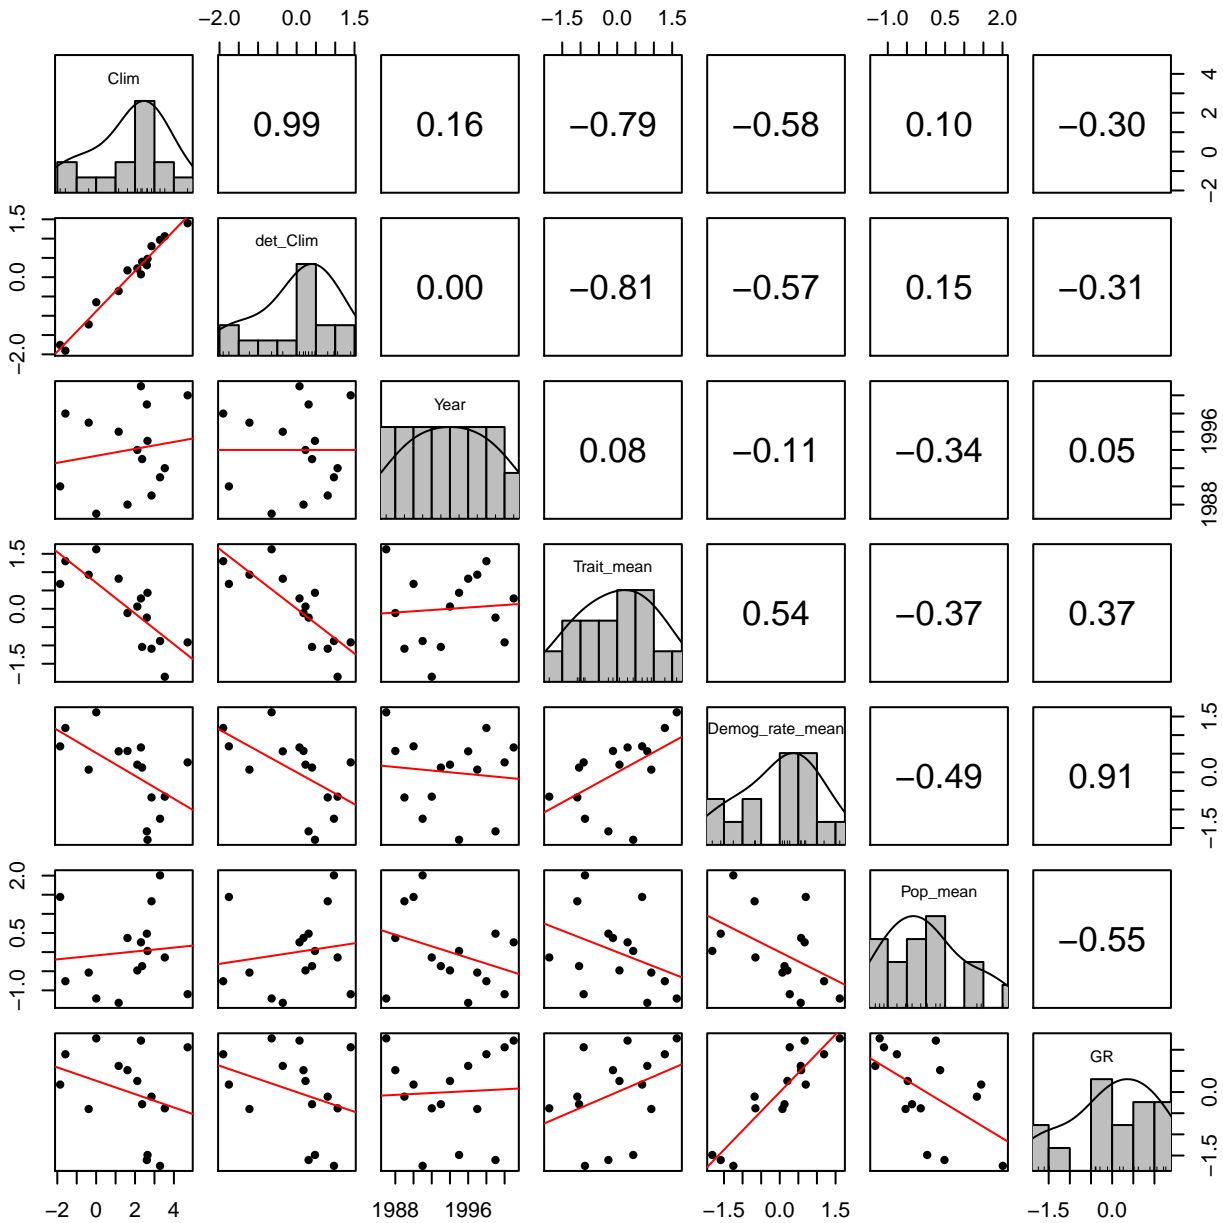 −2.0 0.0 1.5 −1.5 0.0 1.5 −1.0 0.5 2.0
Clim 0.99 0.16 −0.79 −0.58 0.10 −0.30 −2 0 2 4
−2.0 0.0 1.5 det_Clim 0.00 −0.81 −0.57 0.15 −0.31
Year 0.08 −0.11 −0.34 0.05 1988 1996
−1.5 0.0 1.5 Trait_mean 0.54 −0.37 0.37
Demog_rate_mean −0.49 0.91 −1.5 0.0 1.5
−1.0 0.5 2.0 Pop_mean −0.55
GR −1.5 0.0
−2 0 2 4 1988 1996 −1.5 0.0 1.5 −1.5 0.0